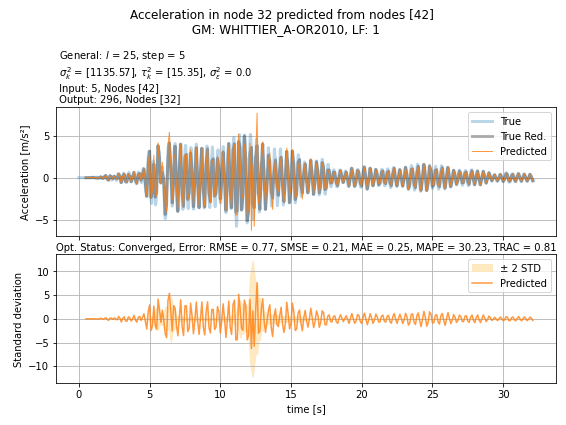 Acceleration in node 32 predicted from nodes [42]
GM: WHITTIER_A-OR2010, LF: 1
General: l = 25, step = 5
σ²ₖ = [1135.57], τ²ₖ = [15.35], σ²ε = 0.0
Input: 5, Nodes [42]
Output: 296, Nodes [32]
True
True Red.
Predicted
Acceleration [m/s²]
5
0
−5
Opt. Status: Converged, Error: RMSE = 0.77, SMSE = 0.21, MAE = 0.25, MAPE = 30.23, TRAC = 0.81
± 2 STD
Predicted
Standard deviation
10
5
0
−5
−10
0 5 10 15 20 25 30
time [s]